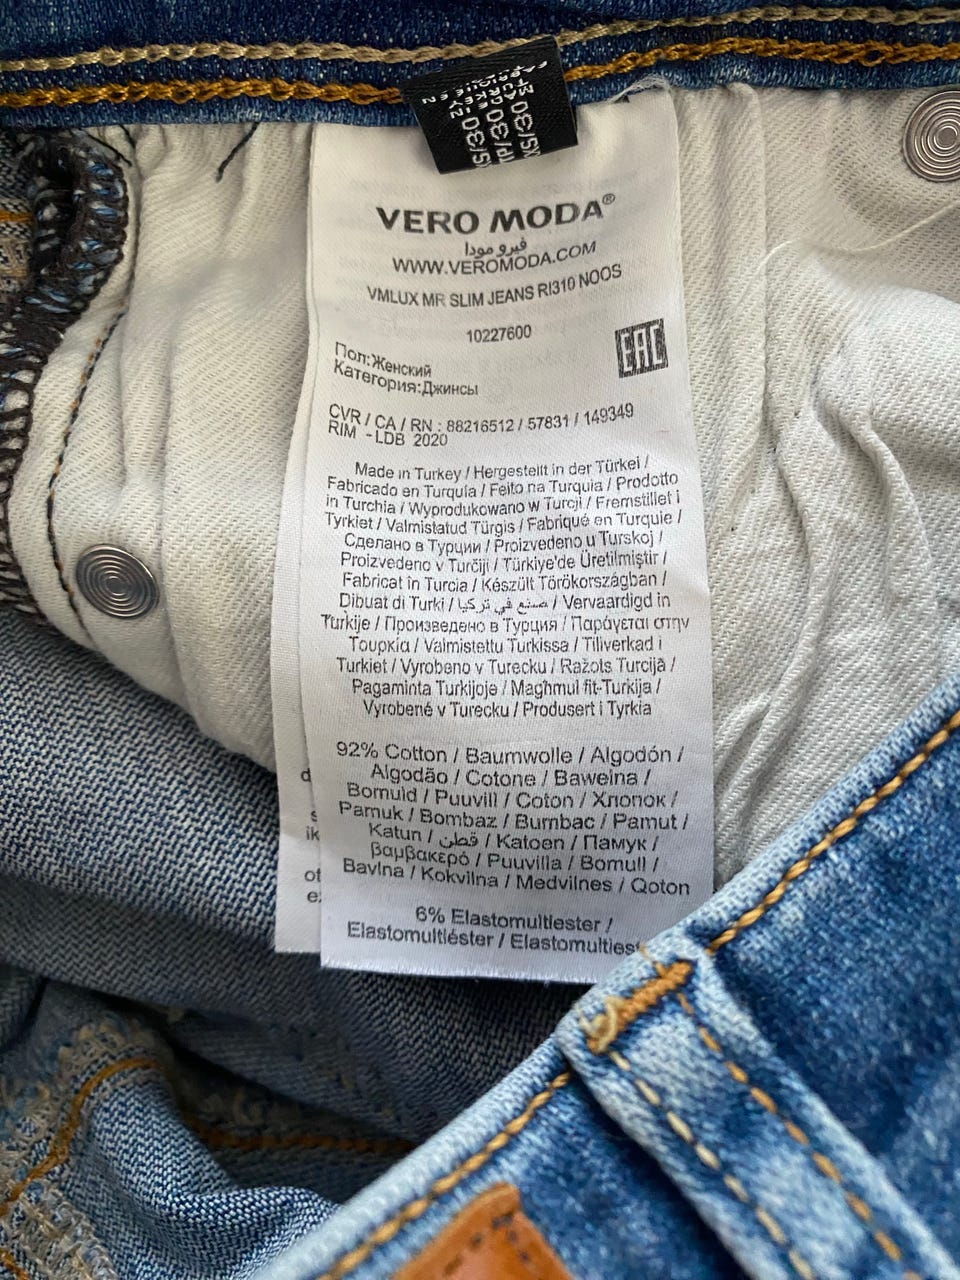 MADE IN
TURKEY
FABRIQUÉ EN
VERO MODA®
فيرو مودا
WWW.VEROMODA.COM
VMLUX MR SLIM JEANS RI310 NOOS
10227600
EAC
Пол:Женский
Категория:Джинсы
CVR / CA / RN : 88216512 / 57831 / 149349
RIM - LDB 2020
Made in Turkey / Hergestellt in der Türkei /
Fabricado en Turquía / Feito na Turquia / Prodotto
in Turchia / Wyprodukowano w Turcji / Fremstillet i
Tyrkiet / Valmistatud Türgis / Fabriqué en Turquie /
Сделано в Турции / Proizvedeno u Turskoj /
Proizvedeno v Turčiji / Türkiye'de Üretilmiştir /
Fabricat în Turcia / Készült Törökországban /
Dibuat di Turki / صنع في تركيا / Vervaardigd in
Turkije / Произведено в Турция / Παράγεται στην
Τουρκία / Valmistettu Turkissa / Tillverkad i
Turkiet / Vyrobeno v Turecku / Ražots Turcijā /
Pagaminta Turkijoje / Magħmul fit-Turkija /
Vyrobené v Turecku / Produsert i Tyrkia
92% Cotton / Baumwolle / Algodón /
Algodão / Cotone / Bawełna /
Bomuld / Puuvill / Coton / Хлопок /
Pamuk / Bombaz / Bumbac / Pamut /
Katun / قطن / Katoen / Памук /
βαμβακερό / Puuvilla / Bomull /
Bavlna / Kokvilna / Medvilnes / Qoton
6% Elastomultiester /
Elastomultiéster / Elastomultiest